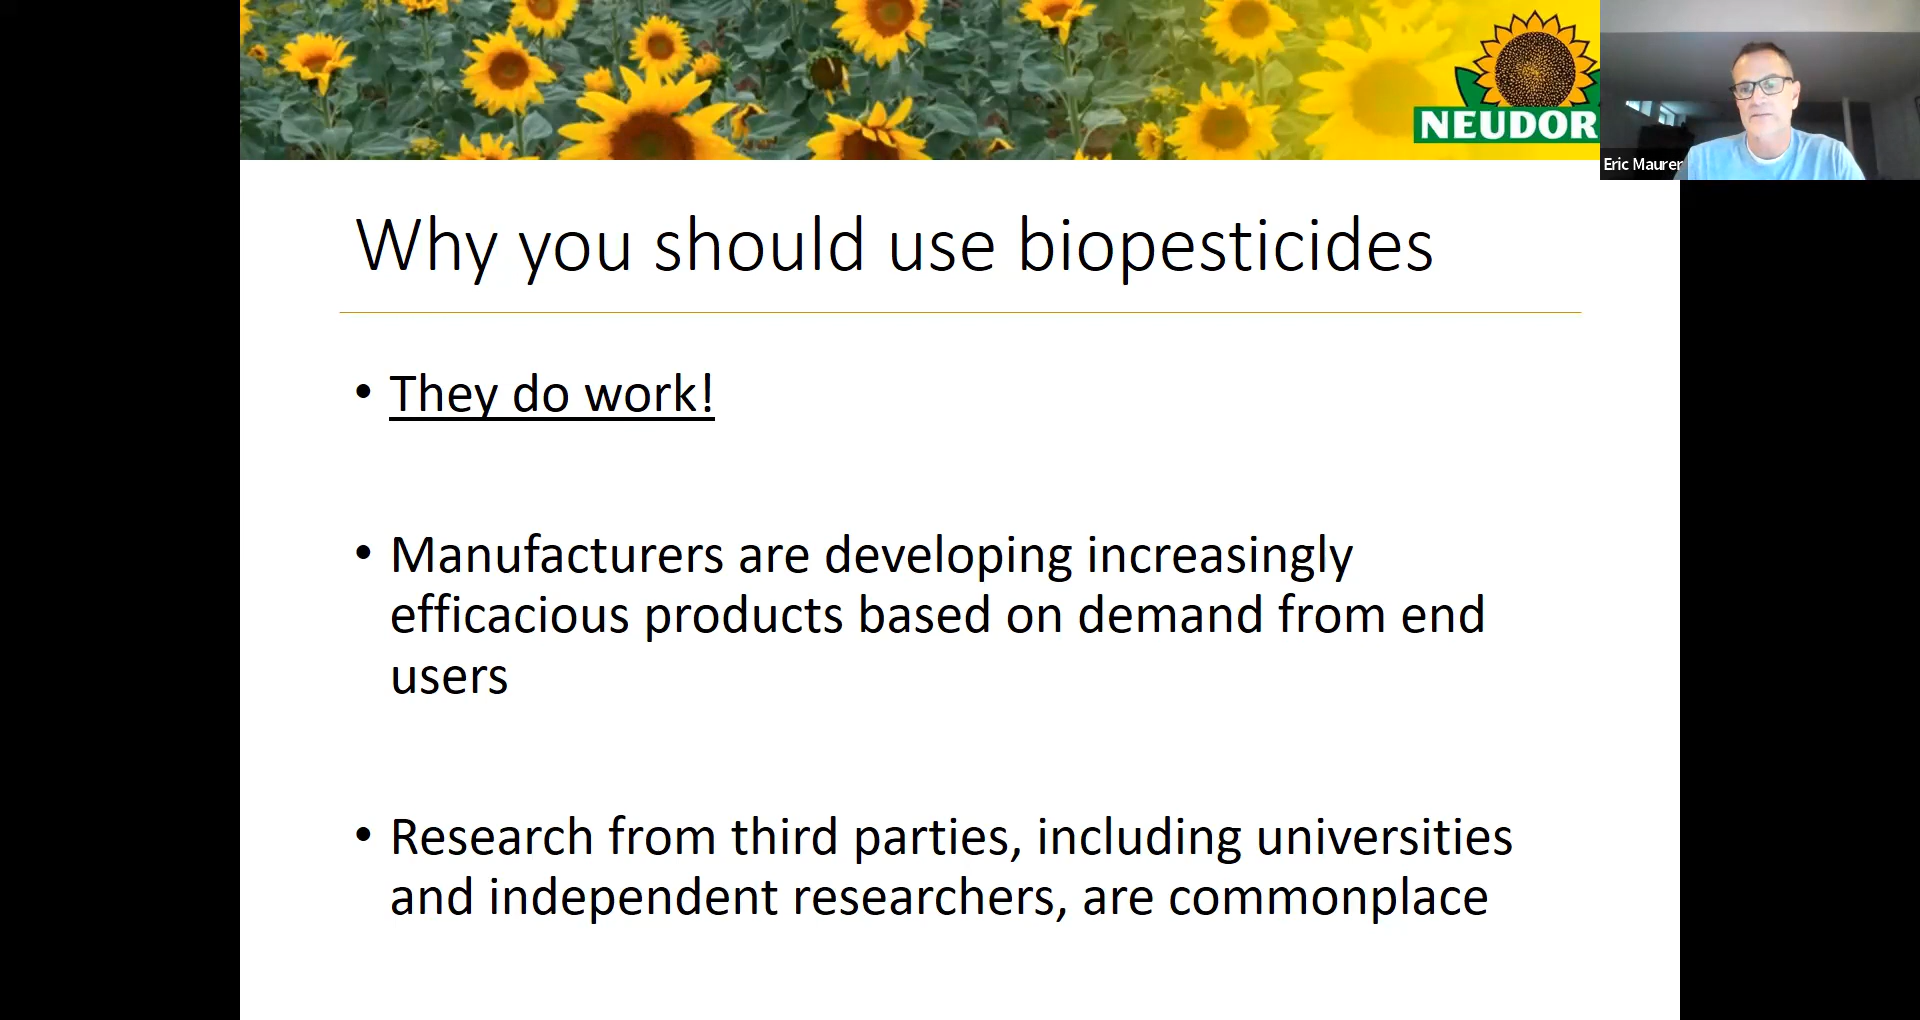 NEUDOR
Eric Maurer
Why you should use biopesticides
• They do work!
• Manufacturers are developing increasingly
efficacious products based on demand from end
users
• Research from third parties, including universities
and independent researchers, are commonplace